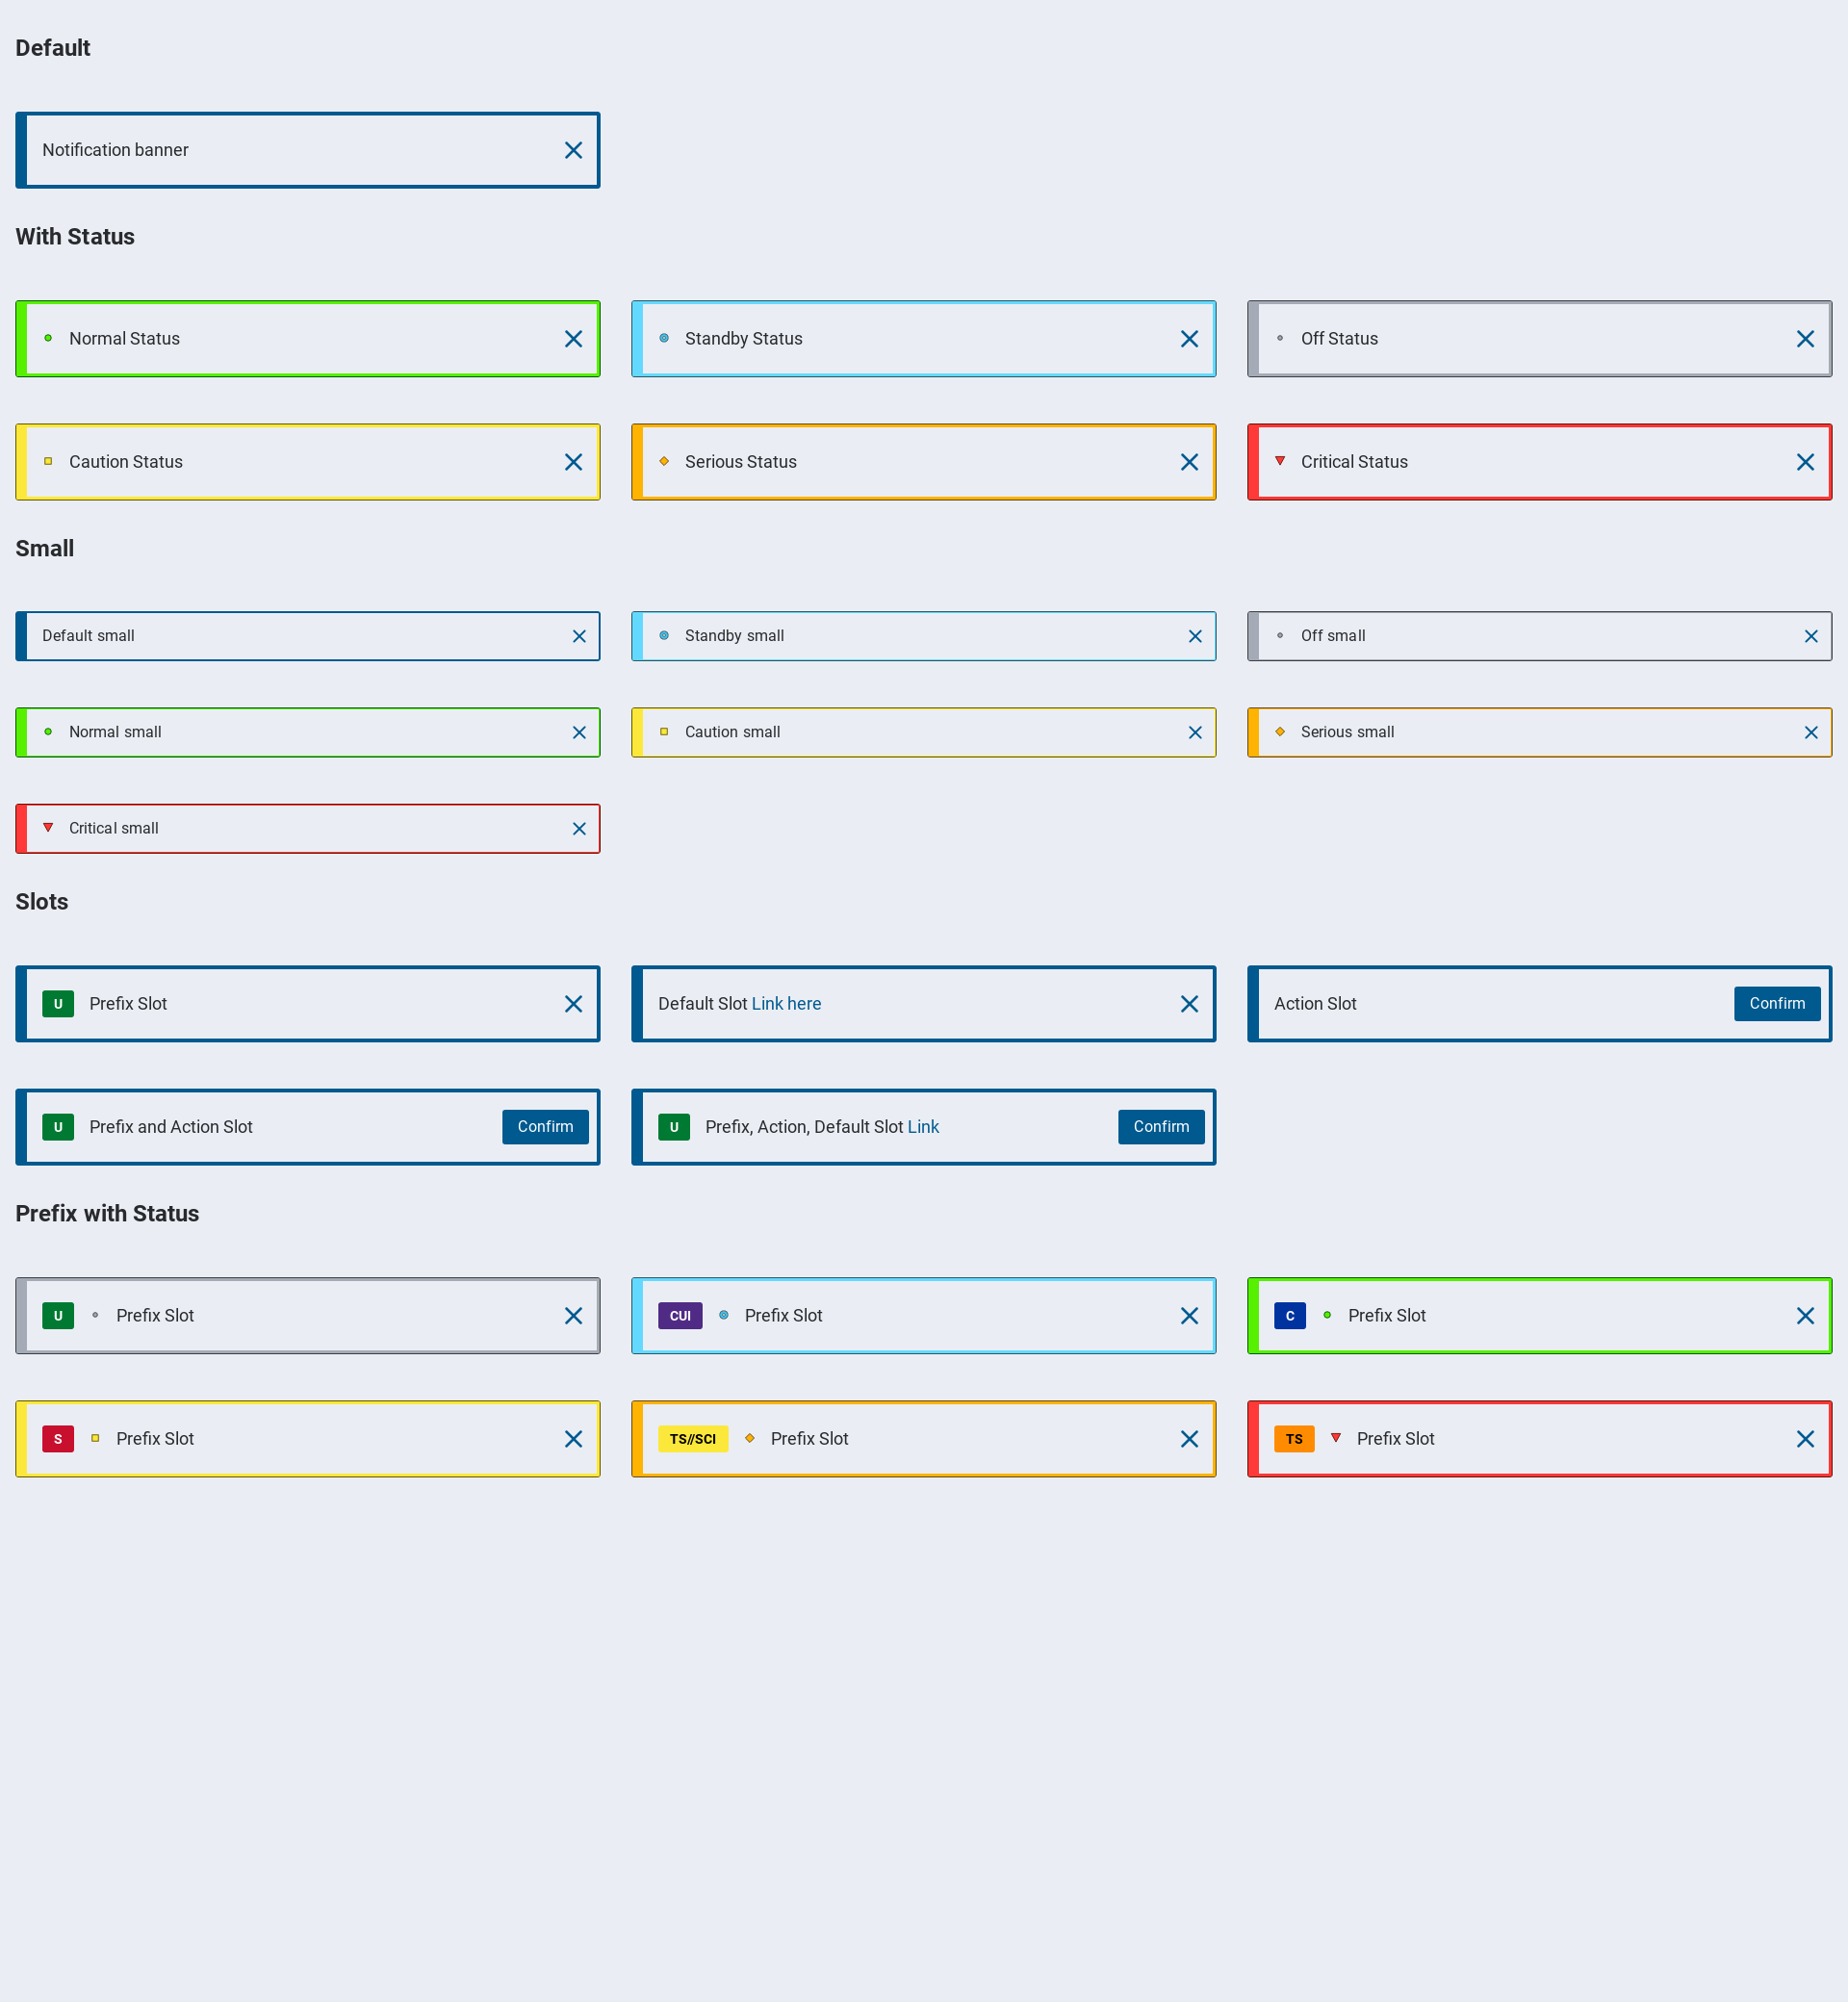 Default
Notification banner
With Status
Normal Status
Standby Status
Off Status
Caution Status
Serious Status
Critical Status
Small
Default small
Standby small
Off small
Normal small
Caution small
Serious small
Critical small
Slots
U Prefix Slot
Default Slot Link here
Action Slot Confirm
U Prefix and Action Slot Confirm
U Prefix, Action, Default Slot Link Confirm
Prefix with Status
U Prefix Slot
CUI Prefix Slot
C Prefix Slot
S Prefix Slot
TS//SCI Prefix Slot
TS Prefix Slot